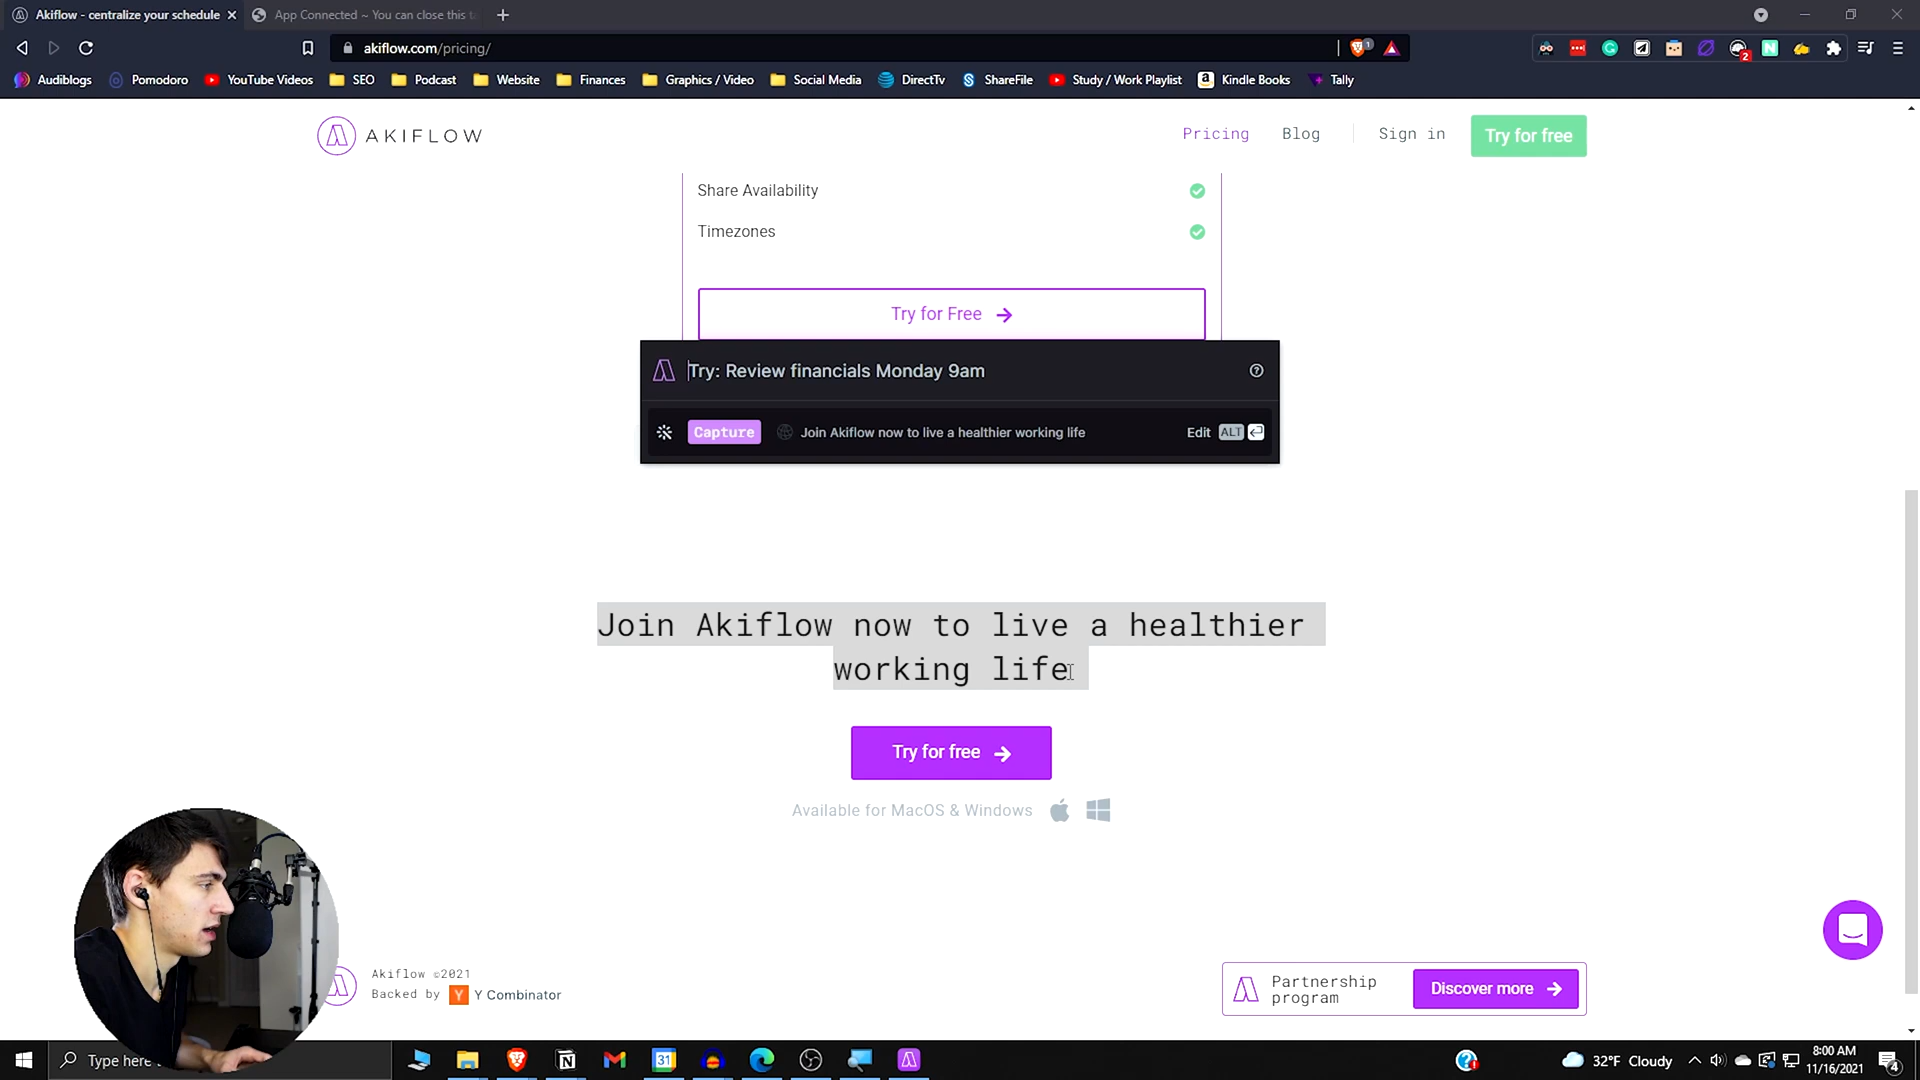 Akiflow - centralize your schedule
App Connected ~ You can close this
akiflow.com/pricing/
1
2
Audiblogs
Pomodoro
YouTube Videos
SEO
Podcast
Website
Finances
Graphics / Video
Social Media
DirectTv
ShareFile
Study / Work Playlist
Kindle Books
Tally
AKIFLOW
Pricing
Blog
Sign in
Try for free
Share Availability
Timezones
Try for Free
Try: Review financials Monday 9am
Capture
Join Akiflow now to live a healthier working life
Edit
ALT
Join Akiflow now to live a healthier
working life
Try for free
Available for MacOS & Windows
Akiflow ©2021
Backed by
Y
Y Combinator
Partnership
program
Discover more
Type here
31
32°F Cloudy
8:00 AM
11/16/2021
4